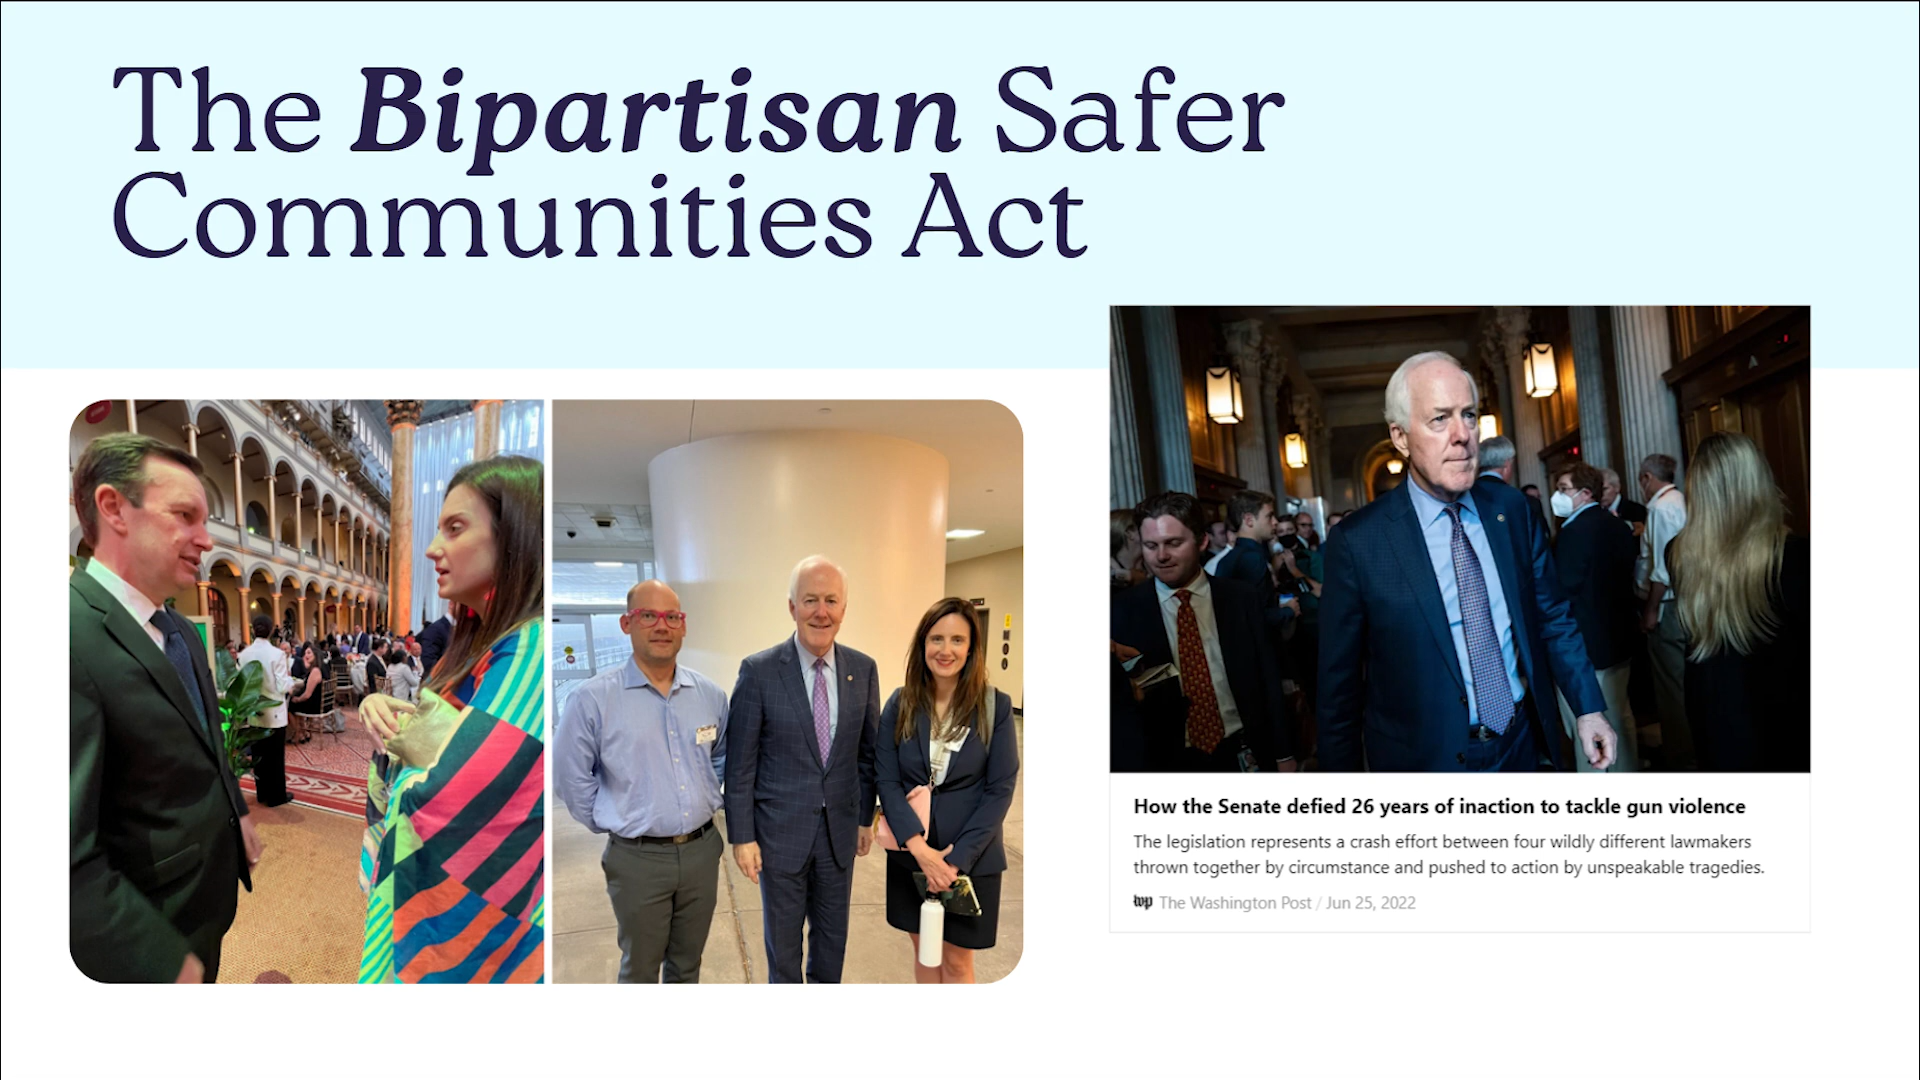 The Bipartisan Safer
Communities Act
How the Senate defied 26 years of inaction to tackle gun violence
The legislation represents a crash effort between four wildly different lawmakers
thrown together by circumstance and pushed to action by unspeakable tragedies.
wp The Washington Post / Jun 25, 2022